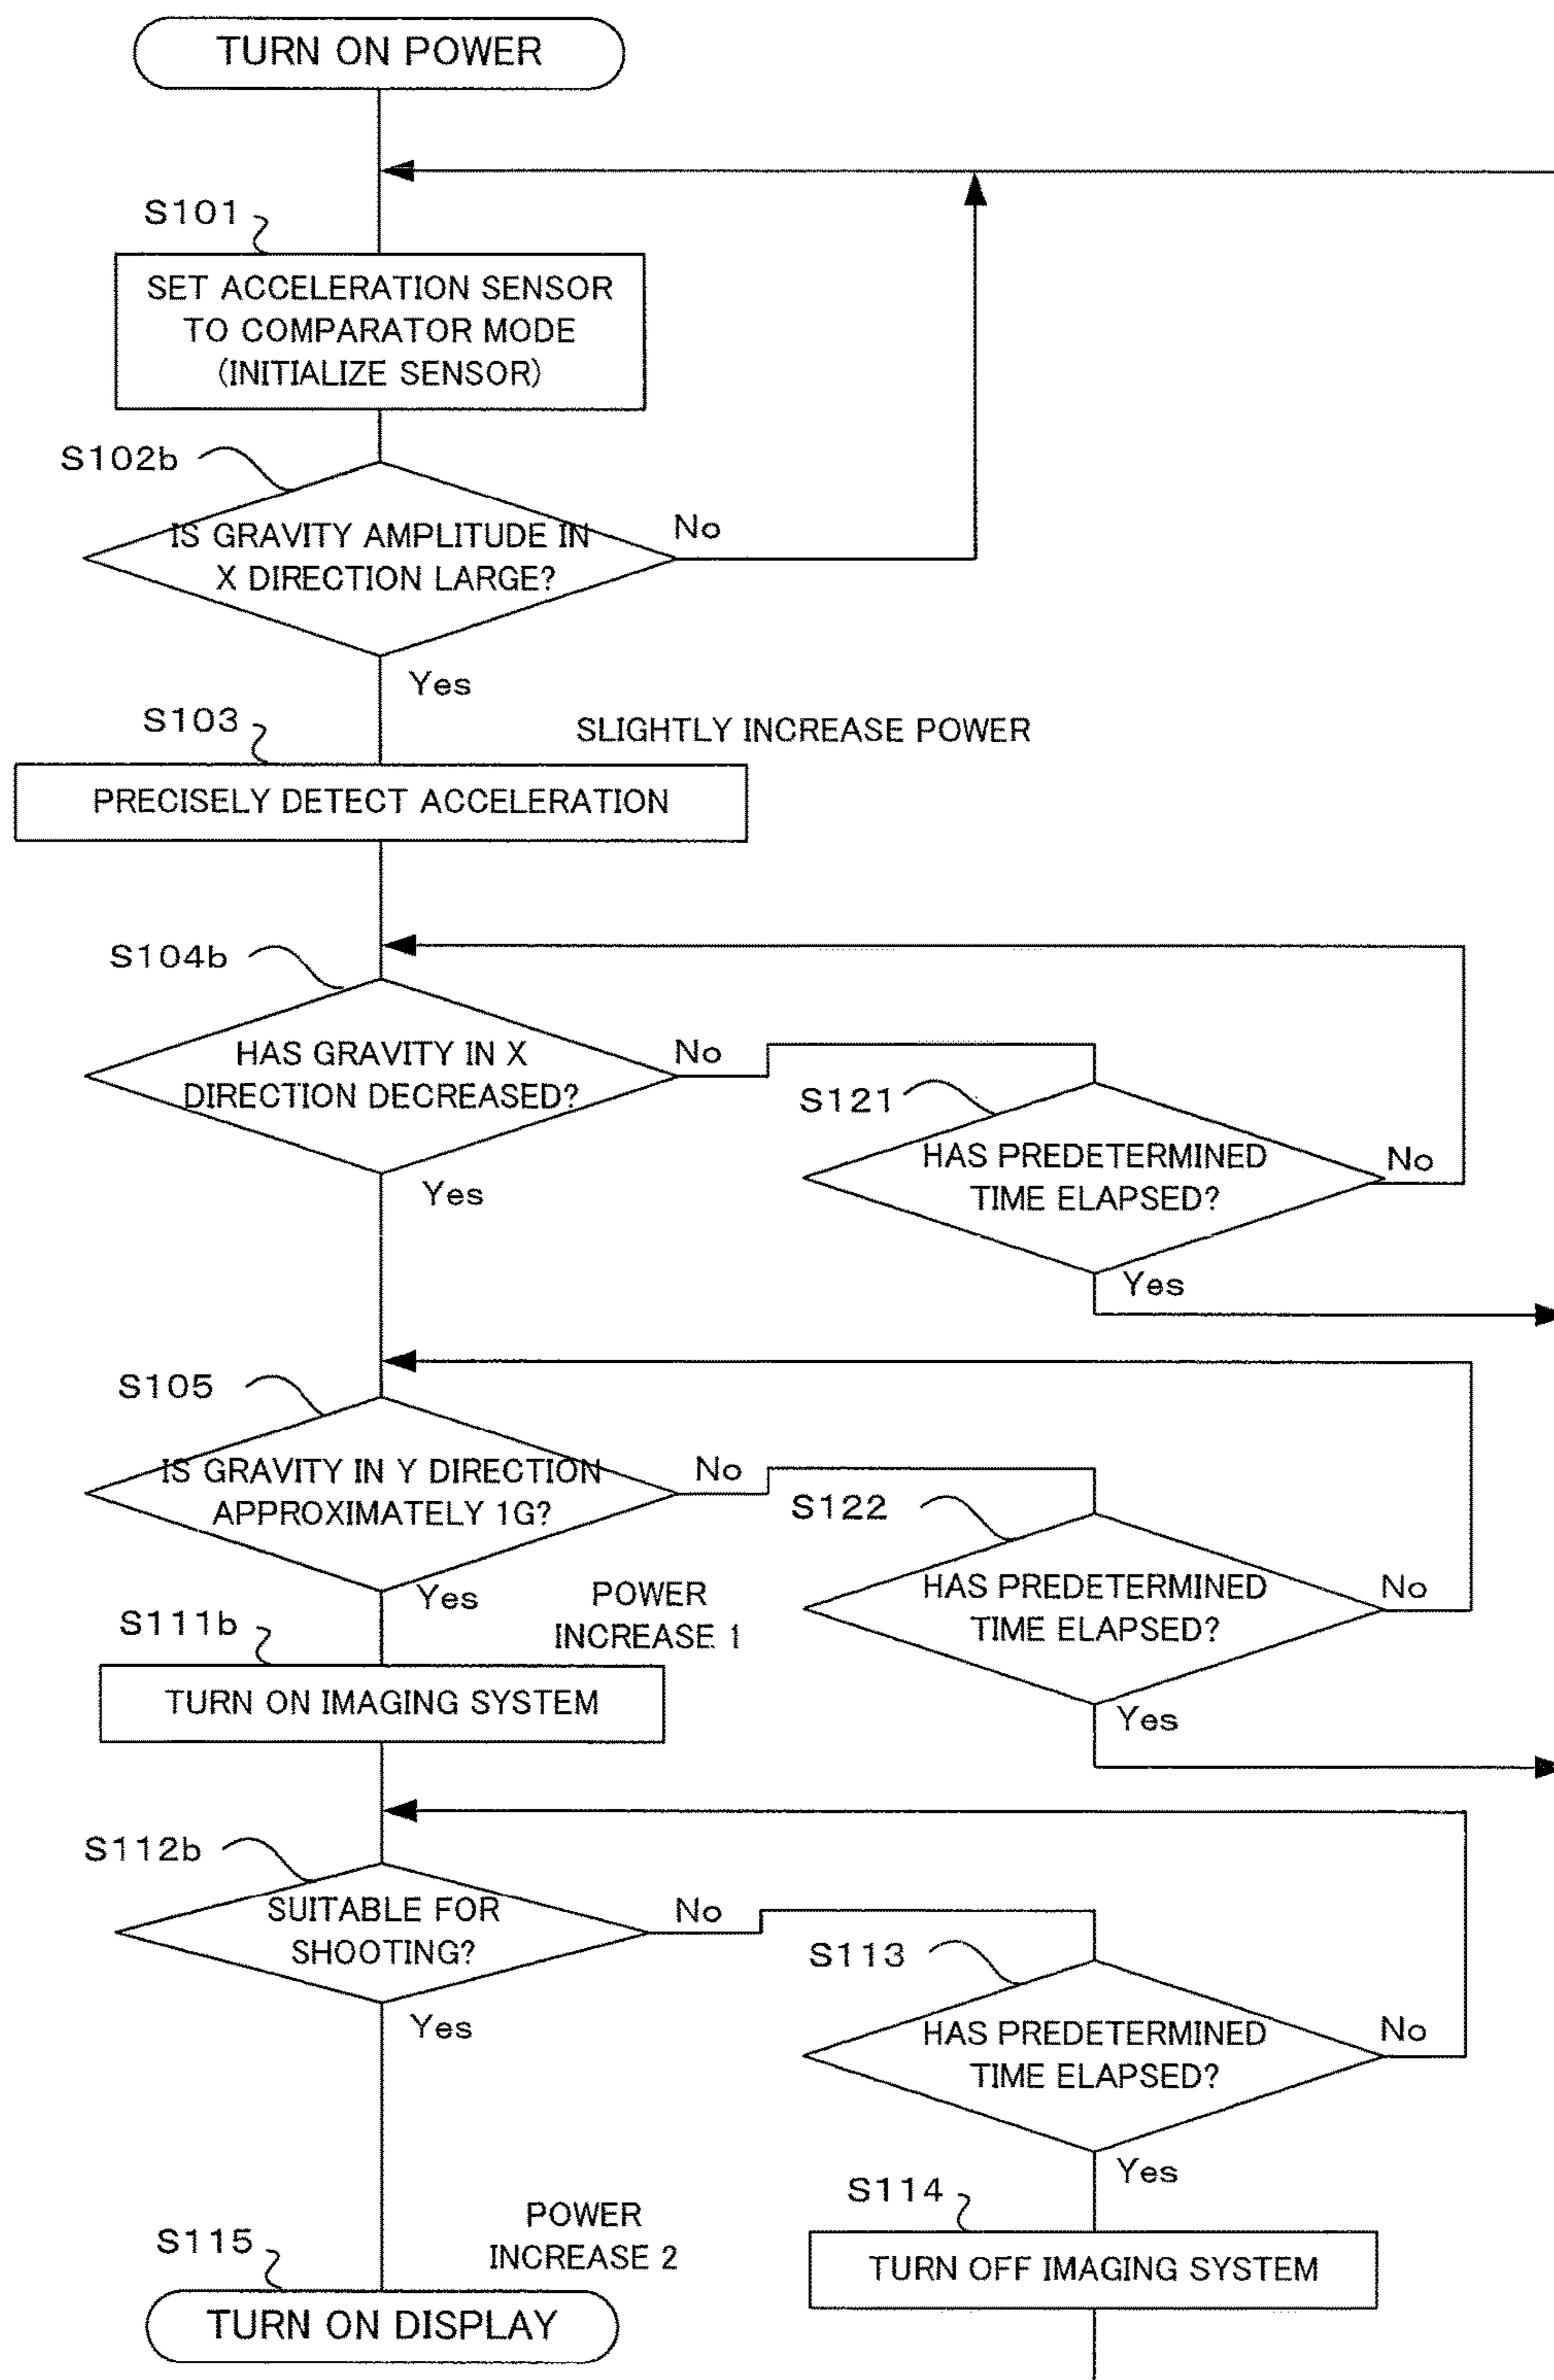 TURN ON POWER
S101
SET ACCELERATION SENSOR
TO COMPARATOR MODE
(INITIALIZE SENSOR)
S102b
IS GRAVITY AMPLITUDE IN
X DIRECTION LARGE?
No
Yes
S103
SLIGHTLY INCREASE POWER
PRECISELY DETECT ACCELERATION
S104b
HAS GRAVITY IN X
DIRECTION DECREASED?
No
Yes
S121
HAS PREDETERMINED
TIME ELAPSED?
No
Yes
S105
IS GRAVITY IN Y DIRECTION
APPROXIMATELY 1G?
No
Yes
S122
HAS PREDETERMINED
TIME ELAPSED?
No
Yes
POWER
INCREASE 1
S111b
TURN ON IMAGING SYSTEM
S112b
SUITABLE FOR
SHOOTING?
No
Yes
S113
HAS PREDETERMINED
TIME ELAPSED?
No
Yes
S114
TURN OFF IMAGING SYSTEM
POWER
INCREASE 2
S115
TURN ON DISPLAY